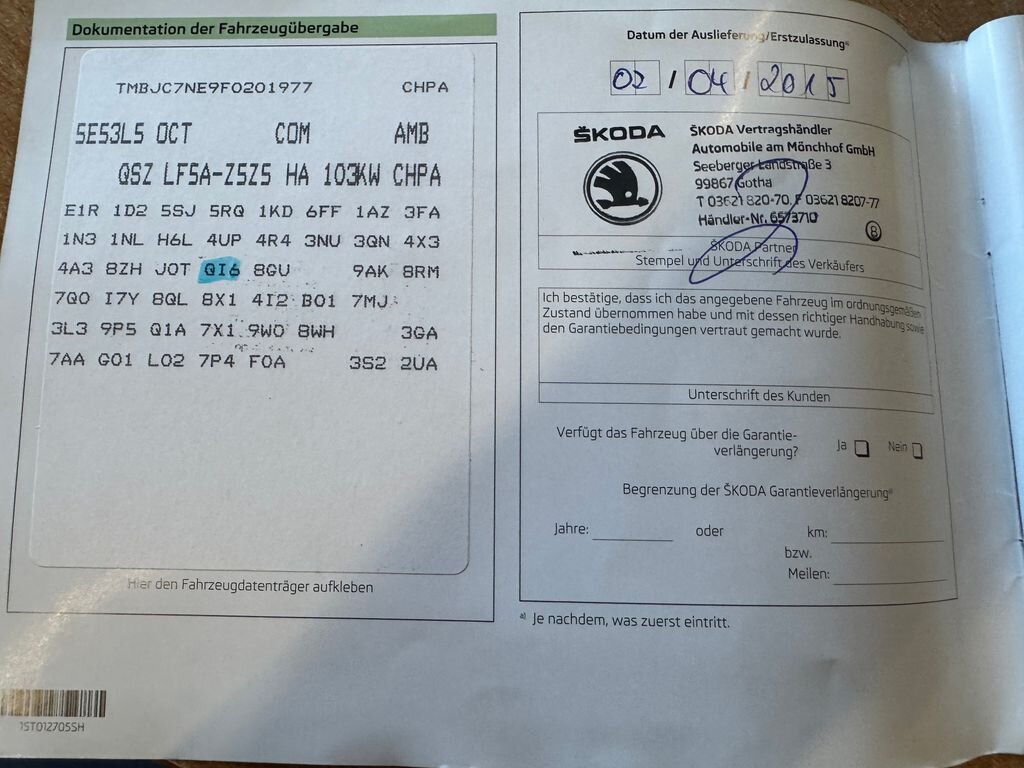 Dokumentation der Fahrzeugübergabe
TMBJC7NE9F0201977 CHPA
5E53L5 OCT COM AMB
QSZ LF5A-Z5Z5 HA 103KW CHPA
E1R 1D2 5SJ 5RQ 1KD 6FF 1AZ 3FA
1N3 1NL H6L 4UP 4R4 3NU 3QN 4X3
4A3 8ZH JOT QI6 8GU 9AK 8RM
7Q0 I7Y 8QL 8X1 4I2 B01 7MJ
3L3 9P5 Q1A 7X1 9W0 8WH 3GA
7AA G01 L02 7P4 F0A 3S2 2UA
Hier den Fahrzeugdatenträger aufkleben
1ST012705SH
Datum der Auslieferung/Erstzulassung
02 / 04 / 2015
ŠKODA
ŠKODA Vertragshändler
Automobile am Mönchhof GmbH
Seeberger Landstraße 3
99867 Gotha
T 03621 820-70, F 03621 8207-77
Händler-Nr. 6573710
B
ŠKODA Partner
Stempel und Unterschrift des Verkäufers
Ich bestätige, dass ich das angegebene Fahrzeug im ordnungsgemäßen
Zustand übernommen habe und mit dessen richtiger Handhabung sowie
den Garantiebedingungen vertraut gemacht wurde.
Unterschrift des Kunden
Verfügt das Fahrzeug über die Garantie-
verlängerung? Ja Nein
Begrenzung der ŠKODA Garantieverlängerung a)
Jahre: oder km:
bzw.
Meilen:
a) Je nachdem, was zuerst eintritt.